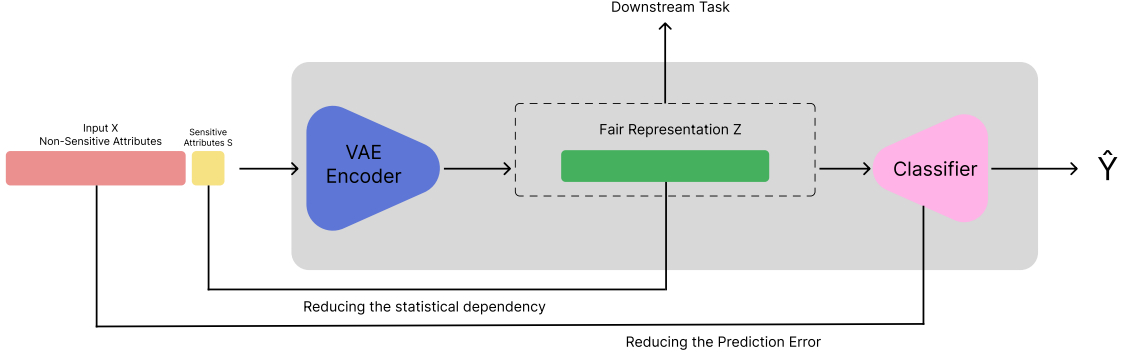 Downstream Task
Input X
Non-Sensitive Attributes
Sensitive
Attributes S
VAE
Encoder
Fair Representation Z
Classifier
Ŷ
Reducing the statistical dependency
Reducing the Prediction Error